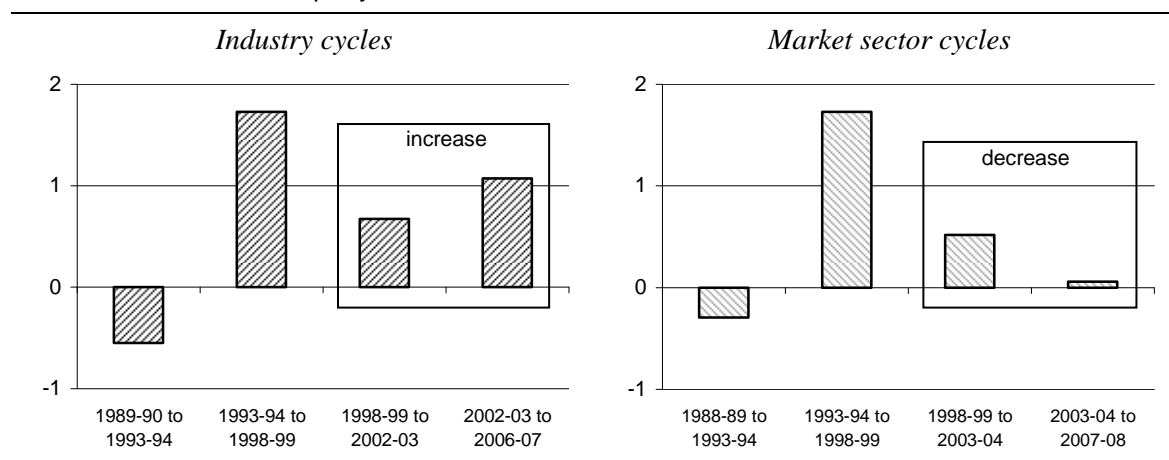 Industry cycles
2
1
0
-1
increase
1989-90 to
1993-94
1993-94 to
1998-99
1998-99 to
2002-03
2002-03 to
2006-07
Market sector cycles
2
1
0
-1
decrease
1988-89 to
1993-94
1993-94 to
1998-99
1998-99 to
2003-04
2003-04 to
2007-08